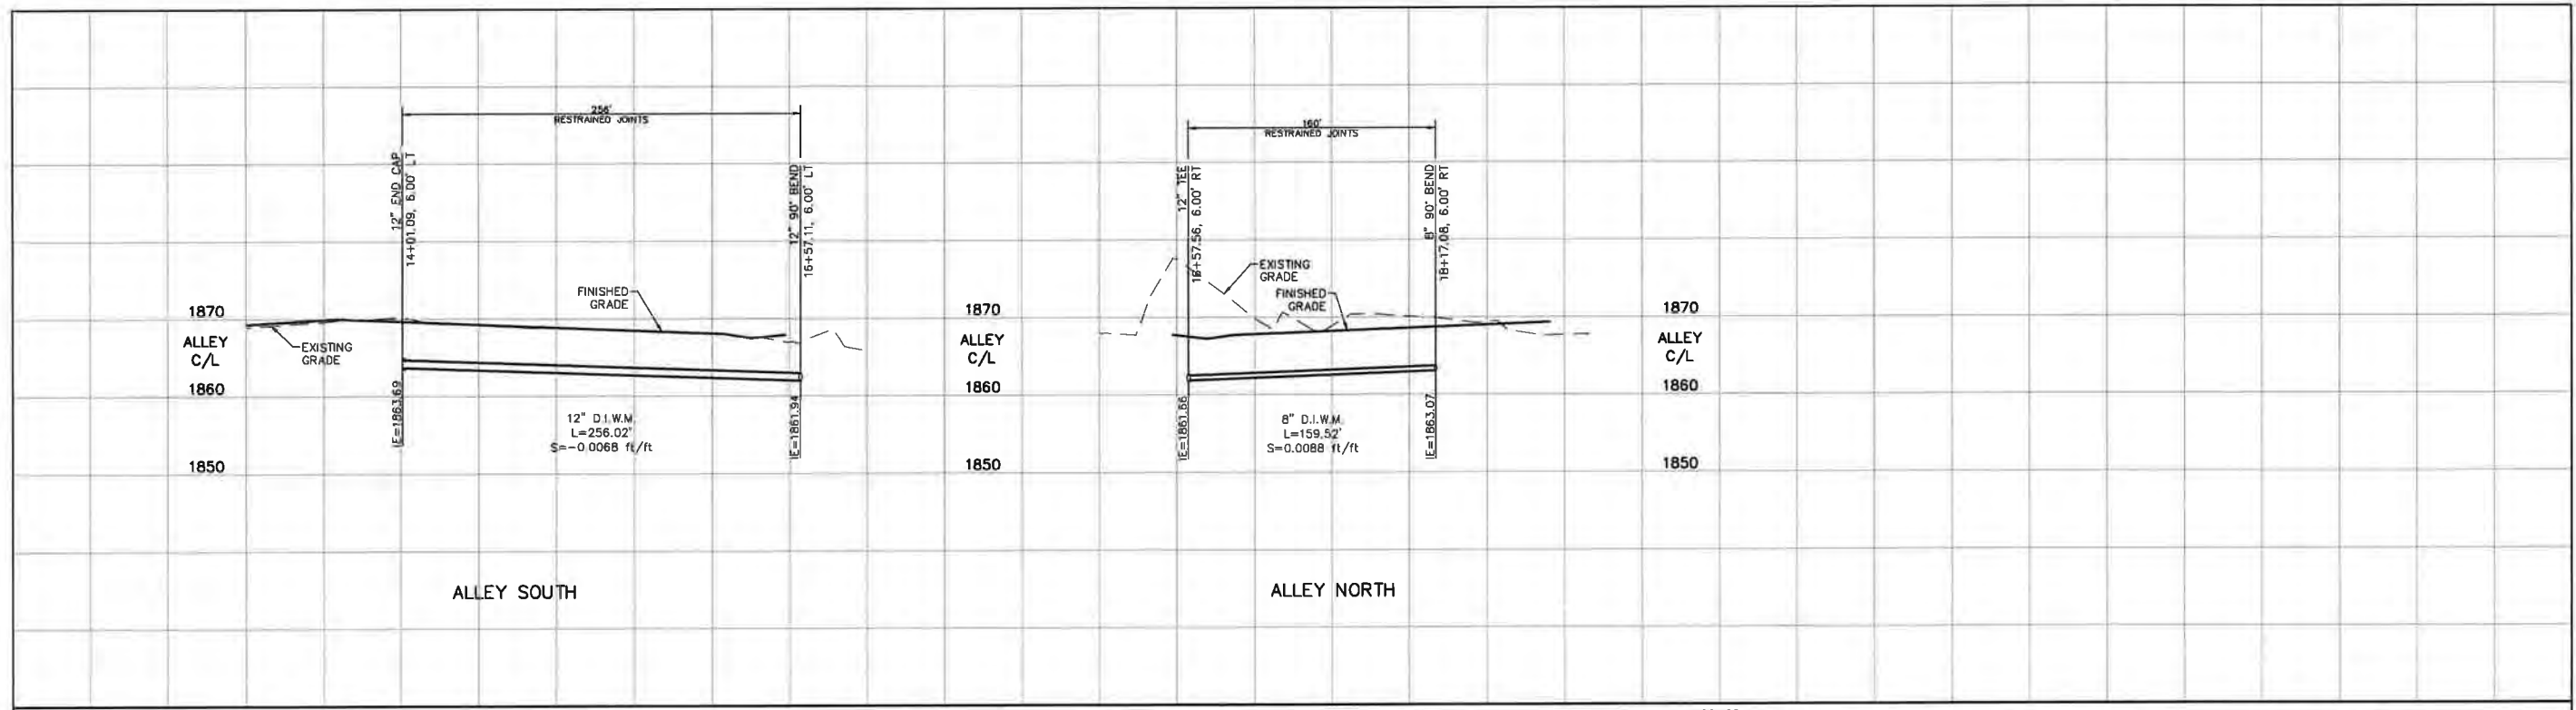 256'
RESTRAINED JOINTS
12" END CAP
14+01.09, 6.00' LT
12" 90° BEND
16+57.11, 6.00' LT
FINISHED
GRADE
1870
ALLEY
C/L
1860
1850
EXISTING
GRADE
IE=1863.69
12" D.I.W.M.
L=256.02'
S=-0.0068 ft/ft
IE=1861.94
ALLEY SOUTH
160'
RESTRAINED JOINTS
12" TEE
16+57.56, 6.00' RT
8" 90° BEND
18+17.08, 6.00' RT
EXISTING
GRADE
FINISHED
GRADE
1870
ALLEY
C/L
1860
1850
IE=1861.66
8" D.I.W.M.
L=159.52'
S=0.0088 ft/ft
IE=1863.07
1870
ALLEY
C/L
1860
1850
ALLEY NORTH